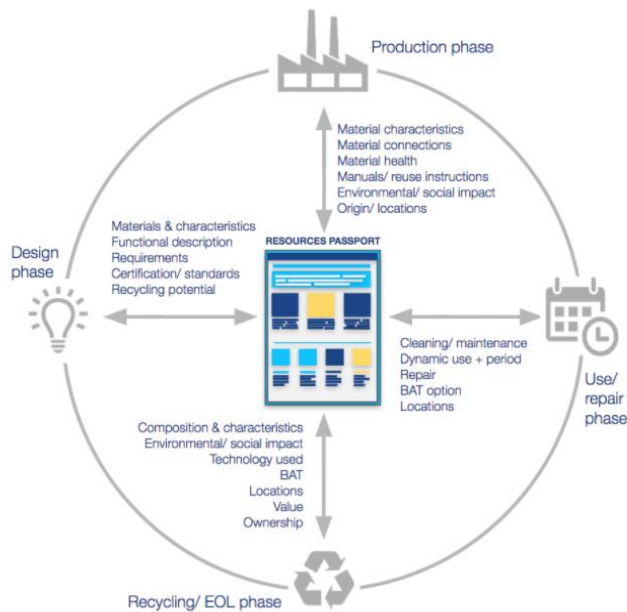 Production phase
Material characteristics
Material connections
Material health
Manuals/ reuse instructions
Environmental/ social impact
Origin/ locations
Design
phase
Materials & characteristics
Functional description
Requirements
Certification/ standards
Recycling potential
RESOURCES PASSPORT
Cleaning/ maintenance
Dynamic use + period
Repair
BAT option
Locations
Use/
repair
phase
Composition & characteristics
Environmental/ social impact
Technology used
BAT
Locations
Value
Ownership
Recycling/ EOL phase